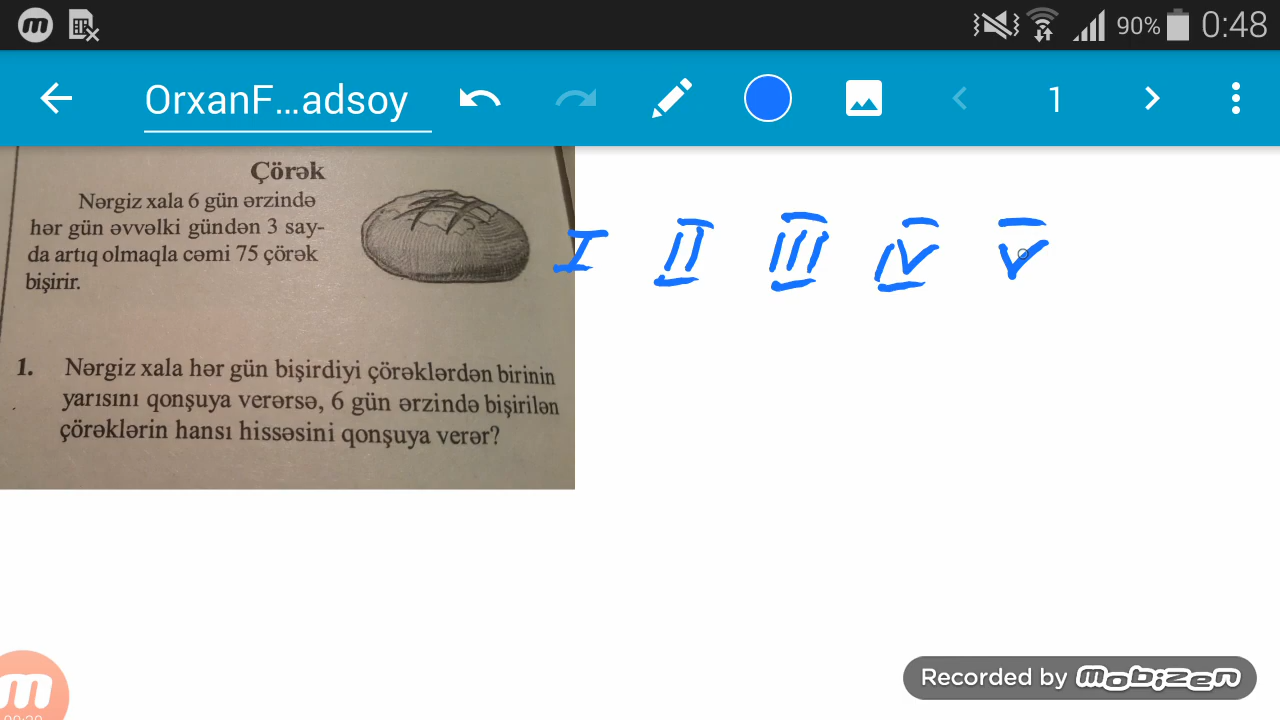 90% 0:48
OrxanF...adsoy 1
Çörək
Nərgiz xala 6 gün ərzində
hər gün əvvəlki gündən 3 say-
da artıq olmaqla cəmi 75 çörək
bişirir.
I II III IV V
1. Nərgiz xala hər gün bişirdiyi çörəklərdən birinin
yarısını qonşuya verərsə, 6 gün ərzində bişirilən
çörəklərin hansı hissəsini qonşuya verər?
Recorded by mobizen